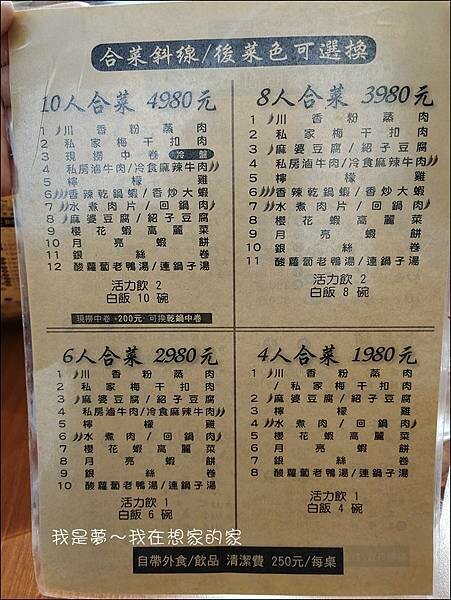 合菜斜線/後菜色可選換
10人合菜 4980元
1 川香粉蒸肉
2 私家梅干扣肉
3 現撈中卷 冷盤
4 私房滷牛肉/冷食麻辣牛肉
5 檸檬雞
6 香辣乾鍋蝦/香炒大蝦
7 水煮肉片/回鍋肉
8 麻婆豆腐/紹子豆腐
9 櫻花蝦高麗菜
10 月亮蝦餅
11 銀絲卷
12 酸蘿蔔老鴨湯/連鍋子湯
活力飲 2
白飯 10 碗
現撈中卷+200元,可換乾鍋中卷
8人合菜 3980元
1 川香粉蒸肉
2 私家梅干扣肉
3 麻婆豆腐/紹子豆腐
4 私房滷牛肉/冷食麻辣牛肉
5 檸檬雞
6 香辣乾鍋蝦/香炒大蝦
7 水煮肉片/回鍋肉
8 櫻花蝦高麗菜
9 月亮蝦餅
10 銀絲卷
11 酸蘿蔔老鴨湯/連鍋子湯
活力飲 2
白飯 8 碗
6人合菜 2980元
1 川香粉蒸肉
2 私家梅干扣肉
3 麻婆豆腐/紹子豆腐
4 私房滷牛肉/冷食麻辣牛肉
5 檸檬雞
6 水煮肉/回鍋肉
7 櫻花蝦高麗菜
8 月亮蝦餅
9 銀絲卷
10 酸蘿蔔老鴨湯/連鍋子湯
活力飲 1
白飯 6 碗
4人合菜 1980元
1 川香粉蒸肉
/私家梅干扣肉
2 麻婆豆腐/紹子豆腐
3 檸檬雞
4 水煮肉/回鍋肉
5 櫻花蝦高麗菜
6 月亮蝦餅
7 銀絲卷
8 酸蘿蔔老鴨湯/連鍋子湯
活力飲 1
白飯 4 碗
我是夢~我在想家的家
自帶外食/飲品 清潔費 250元/每桌